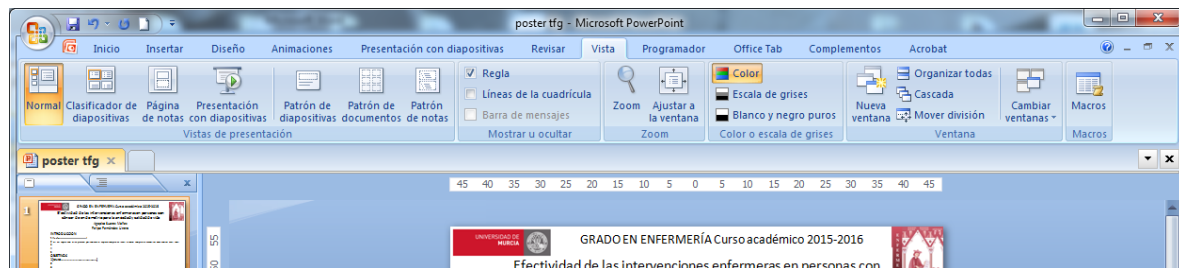 poster tfg - Microsoft PowerPoint
Inicio Insertar Diseño Animaciones Presentación con diapositivas Revisar Vista Programador Office Tab Complementos Acrobat
Normal
Clasificador de diapositivas
Página de notas
Presentación con diapositivas
Patrón de diapositivas
Patrón de documentos
Patrón de notas
Vistas de presentación
Regla
Líneas de la cuadrícula
Barra de mensajes
Mostrar u ocultar
Zoom
Ajustar a la ventana
Zoom
Color
Escala de grises
Blanco y negro puros
Color o escala de grises
Nueva ventana
Organizar todas
Cascada
Mover división
Ventana
Cambiar ventanas
Macros
Macros
poster tfg
45 40 35 30 25 20 15 10 5 0 5 10 15 20 25 30 35 40 45
1
55
UNIVERSIDAD DE
MURCIA
GRADO EN ENFERMERÍA Curso académico 2015-2016
Efectividad de las intervenciones enfermeras en personas con